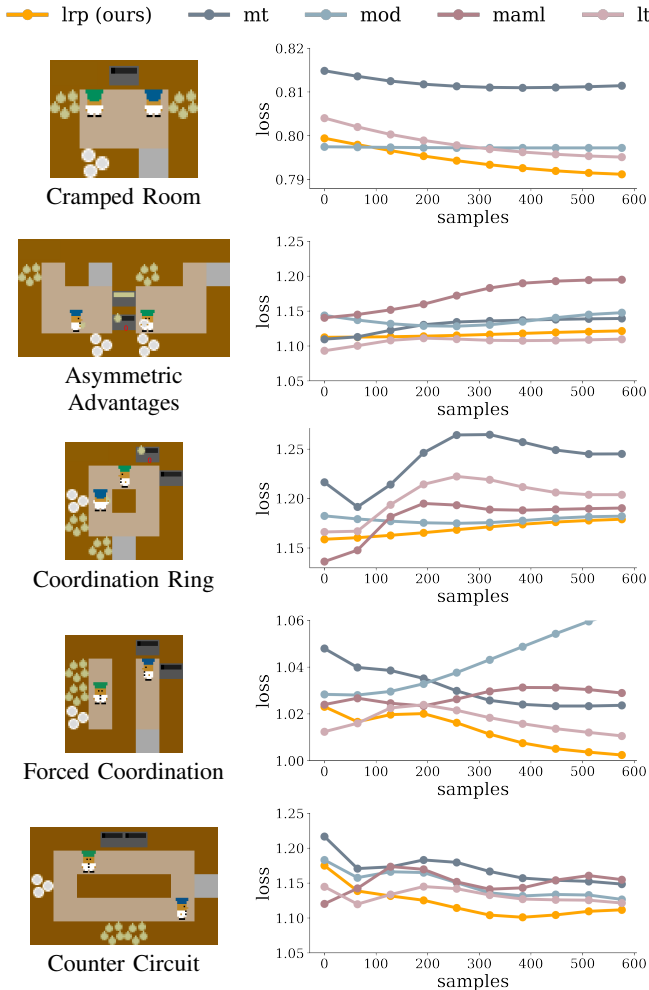 lrp (ours) mt mod maml lt
0.82
0.81
0.80
0.79
loss
0 100 200 300 400 500 600
samples
Cramped Room
1.25
1.20
1.15
1.10
1.05
loss
0 100 200 300 400 500 600
samples
Asymmetric
Advantages
1.25
1.20
1.15
loss
0 100 200 300 400 500 600
samples
Coordination Ring
1.06
1.04
1.02
1.00
loss
0 100 200 300 400 500 600
samples
Forced Coordination
1.25
1.20
1.15
1.10
1.05
loss
0 100 200 300 400 500 600
samples
Counter Circuit